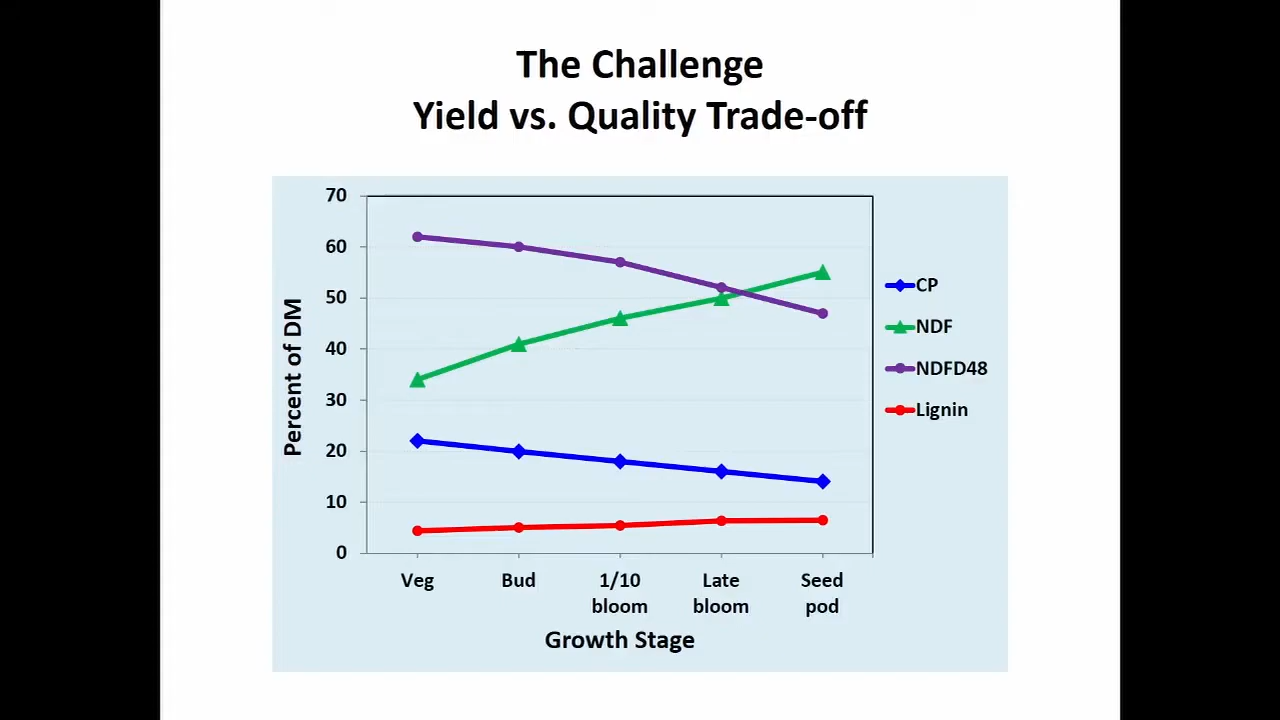 The Challenge
Yield vs. Quality Trade-off
70
60
50
40
30
20
10
0
Percent of DM
Veg
Bud
1/10
bloom
Late
bloom
Seed
pod
Growth Stage
CP
NDF
NDFD48
Lignin